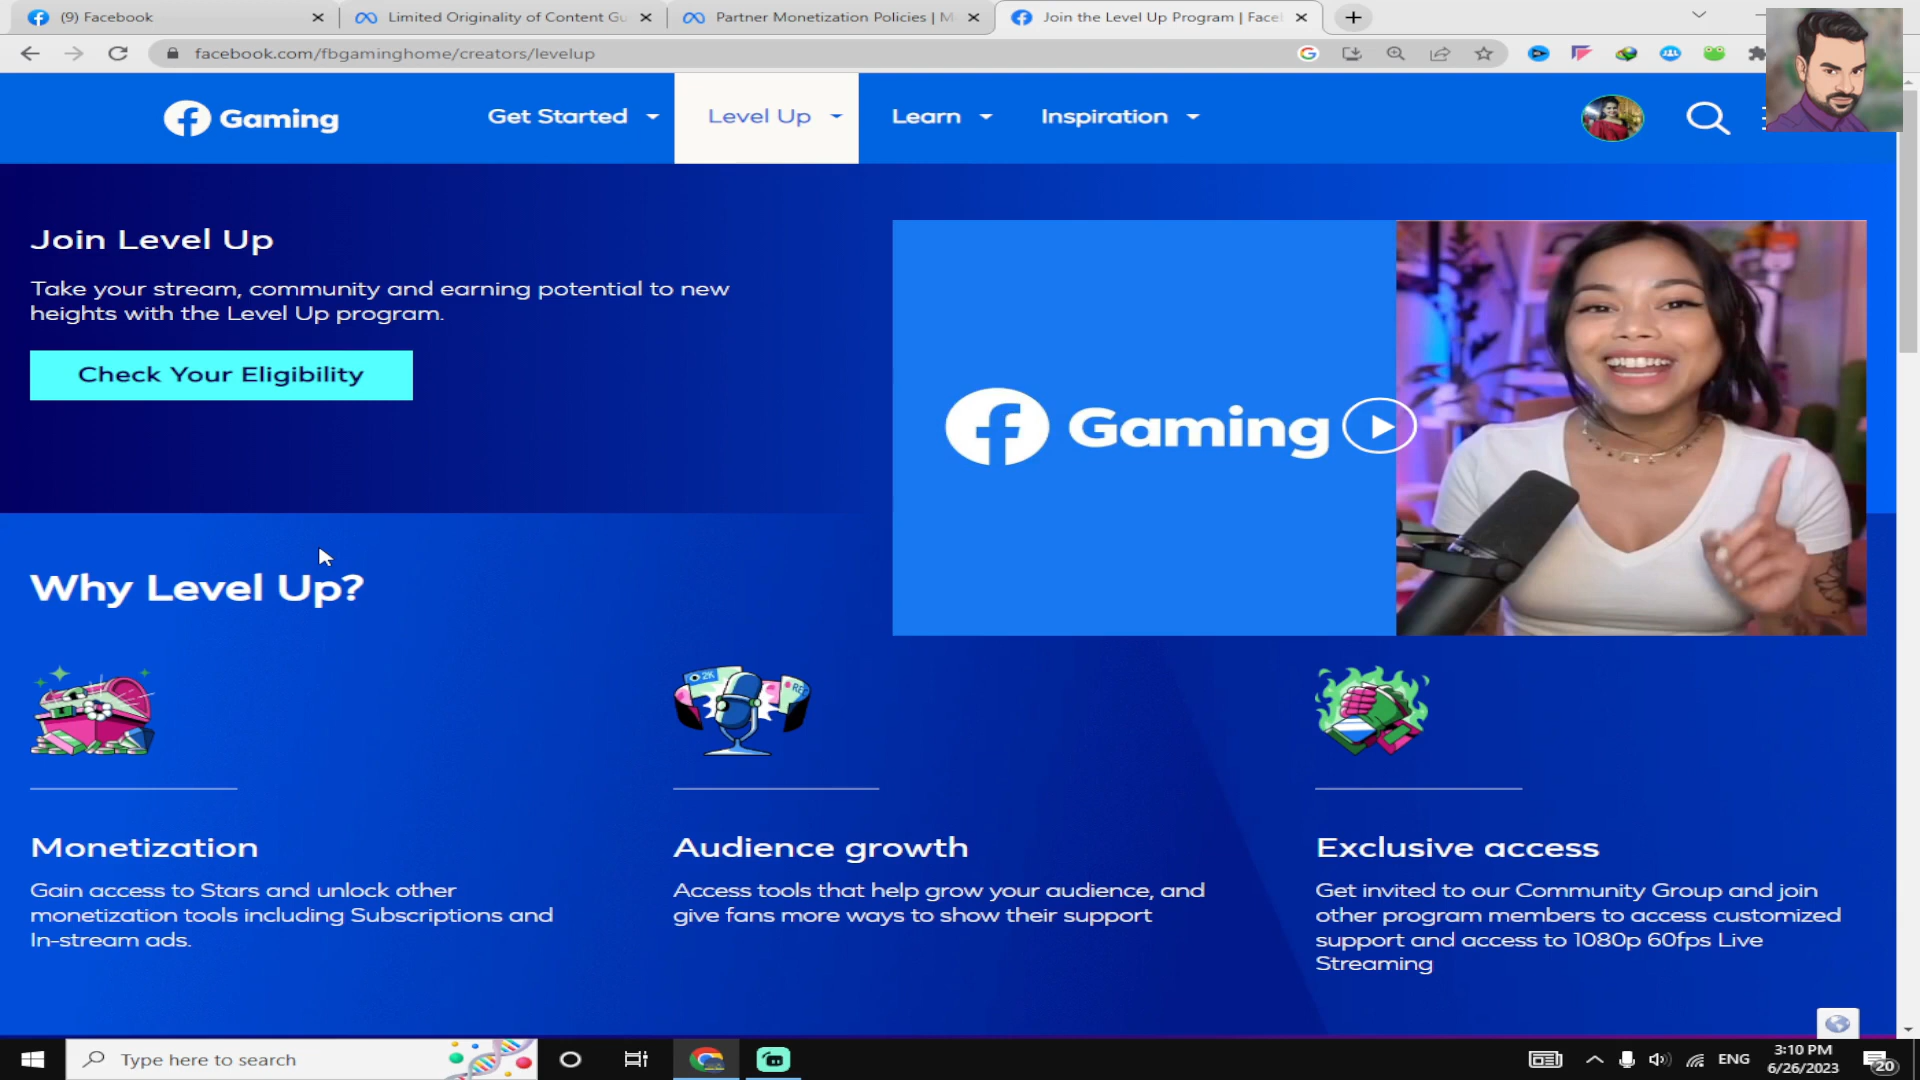 (9) Facebook
Limited Originality of Content Gu
Partner Monetization Policies | M
Join the Level Up Program | Face
facebook.com/fbgaminghome/creators/levelup
Gaming
Get Started
Level Up
Learn
Inspiration
Join Level Up
Take your stream, community and earning potential to new
heights with the Level Up program.
Check Your Eligibility
Gaming
Why Level Up?
2K
Monetization
Gain access to Stars and unlock other
monetization tools including Subscriptions and
In-stream ads.
Audience growth
Access tools that help grow your audience, and
give fans more ways to show their support
Exclusive access
Get invited to our Community Group and join
other program members to access customized
support and access to 1080p 60fps Live
Streaming
Type here to search
ENG
3:10 PM
6/26/2023
20